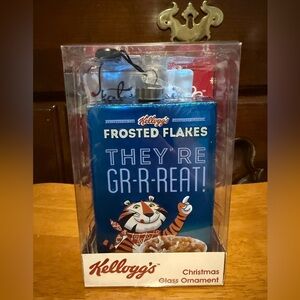 Kellogg's
FROSTED FLAKES
THEY'RE
GR-R-REAT!
Kellogg's
Christmas
Glass Ornament